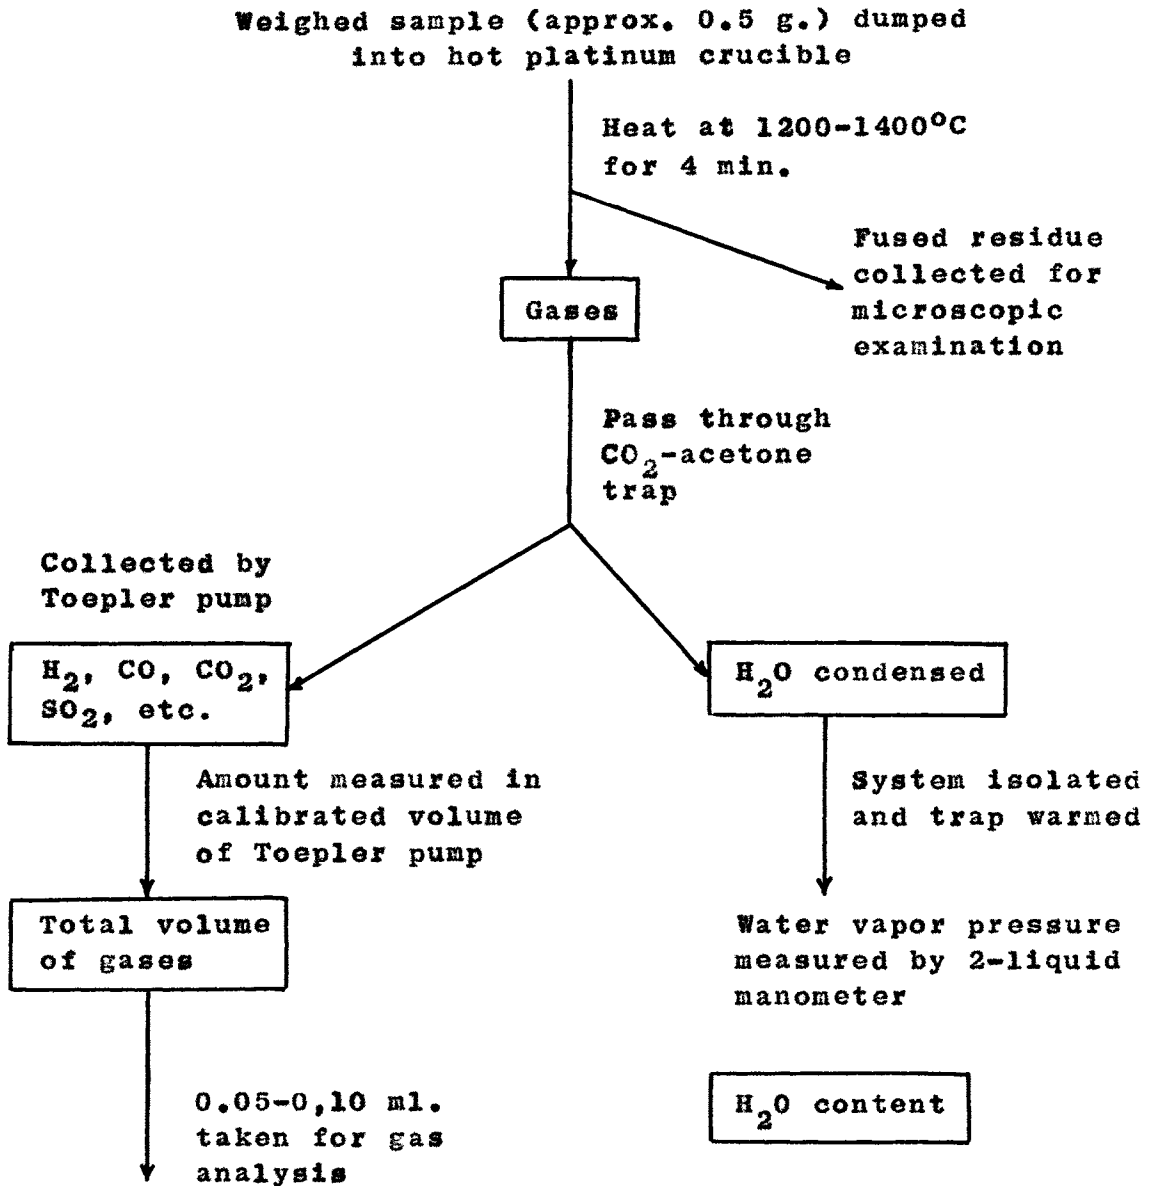 Weighed sample (approx. 0.5 g.) dumped
into hot platinum crucible
Heat at 1200-1400°C
for 4 min.
Fused residue
collected for
microscopic
examination
Gases
Pass through
CO₂-acetone
trap
Collected by
Toepler pump
H₂, CO, CO₂,
SO₂, etc.
H₂O condensed
Amount measured in
calibrated volume
of Toepler pump
System isolated
and trap warmed
Total volume
of gases
Water vapor pressure
measured by 2-liquid
manometer
0.05-0,10 ml.
taken for gas
analysis
H₂O content